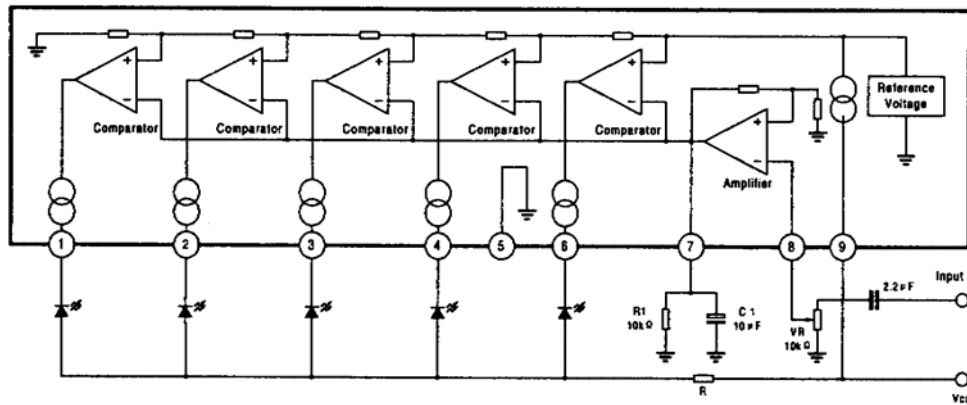 + + + + +
− − − − −
Comparator Comparator Comparator Comparator Comparator
Reference
Voltage
+
−
Amplifier
1 2 3 4 5 6 7 8 9
R1
10kΩ
C1
10μF
VR
10kΩ
2.2μF
Input
R